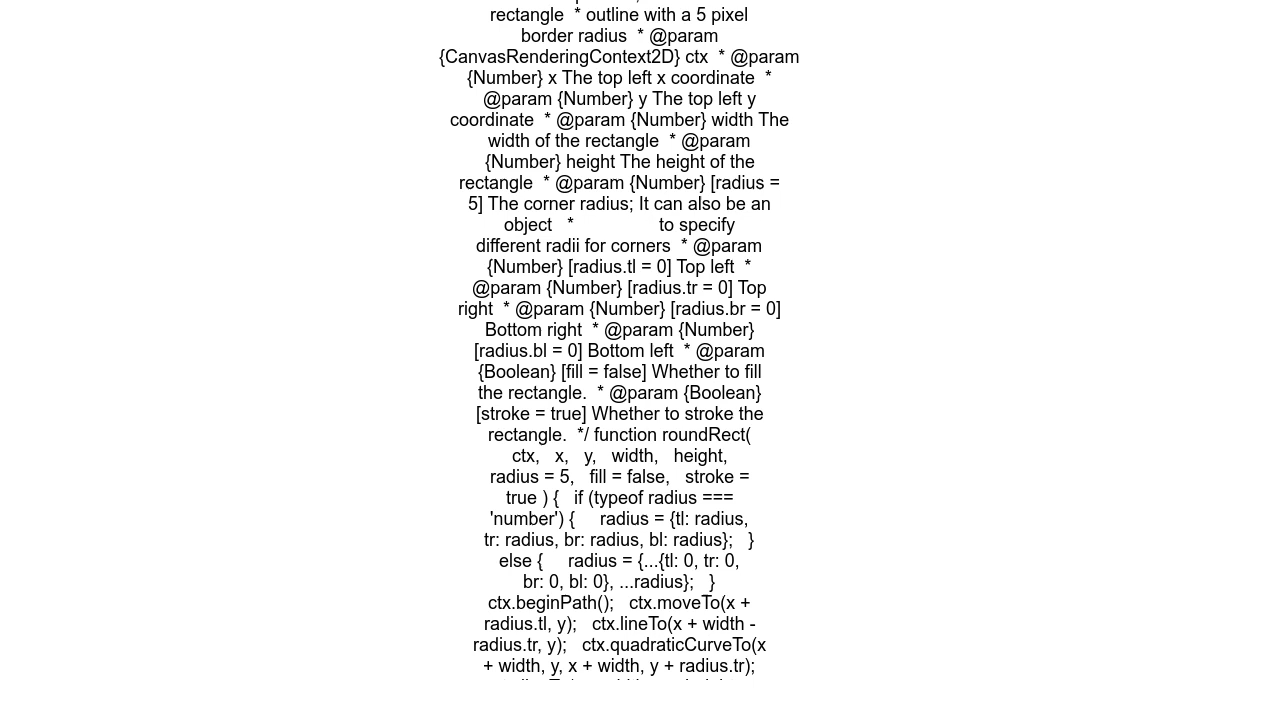 rectangle  * outline with a 5 pixel
border radius  * @param
{CanvasRenderingContext2D} ctx  * @param
{Number} x The top left x coordinate  *
@param {Number} y The top left y
coordinate  * @param {Number} width The
width of the rectangle  * @param
{Number} height The height of the
rectangle  * @param {Number} [radius =
5] The corner radius; It can also be an
object   *                 to specify
different radii for corners  * @param
{Number} [radius.tl = 0] Top left  *
@param {Number} [radius.tr = 0] Top
right  * @param {Number} [radius.br = 0]
Bottom right  * @param {Number}
[radius.bl = 0] Bottom left  * @param
{Boolean} [fill = false] Whether to fill
the rectangle.  * @param {Boolean}
[stroke = true] Whether to stroke the
rectangle.  */ function roundRect(
ctx,   x,   y,   width,   height,
radius = 5,   fill = false,   stroke =
true ) {   if (typeof radius ===
'number') {     radius = {tl: radius,
tr: radius, br: radius, bl: radius};   }
else {     radius = {...{tl: 0, tr: 0,
br: 0, bl: 0}, ...radius};   }
ctx.beginPath();   ctx.moveTo(x +
radius.tl, y);   ctx.lineTo(x + width -
radius.tr, y);   ctx.quadraticCurveTo(x
+ width, y, x + width, y + radius.tr);